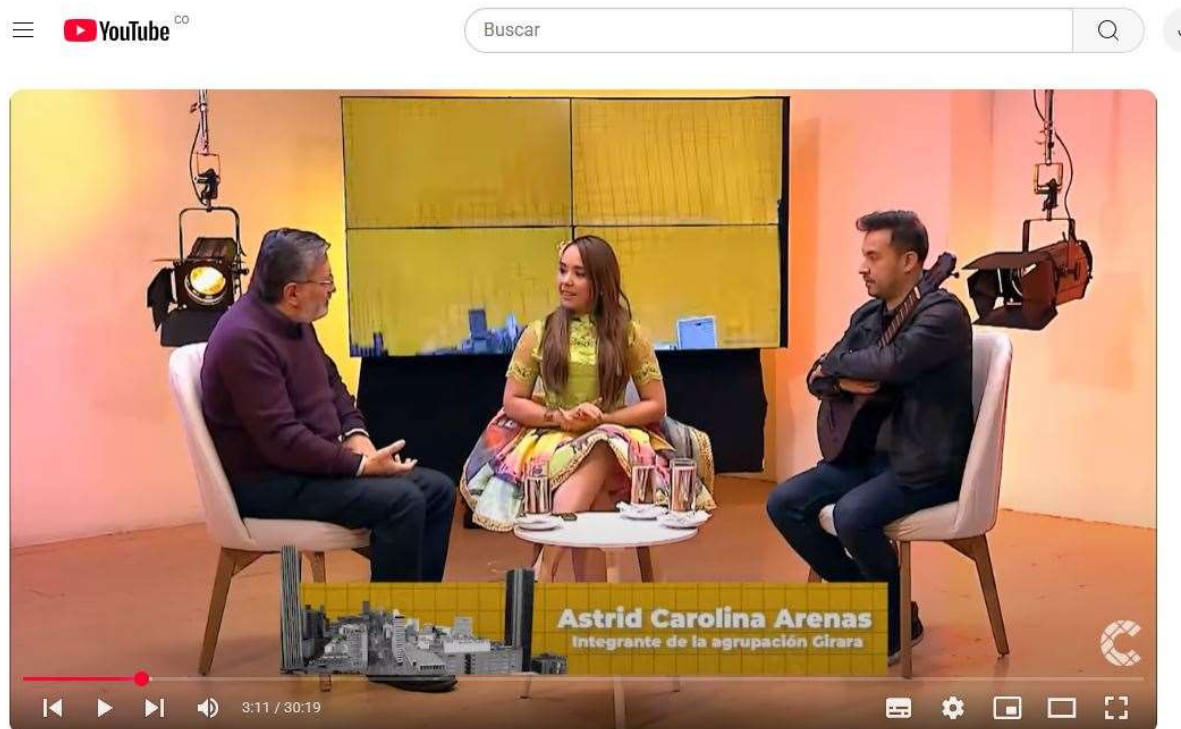 YouTube CO
Buscar
Astrid Carolina Arenas
Integrante de la agrupación Girara
C
3:11 / 30:19